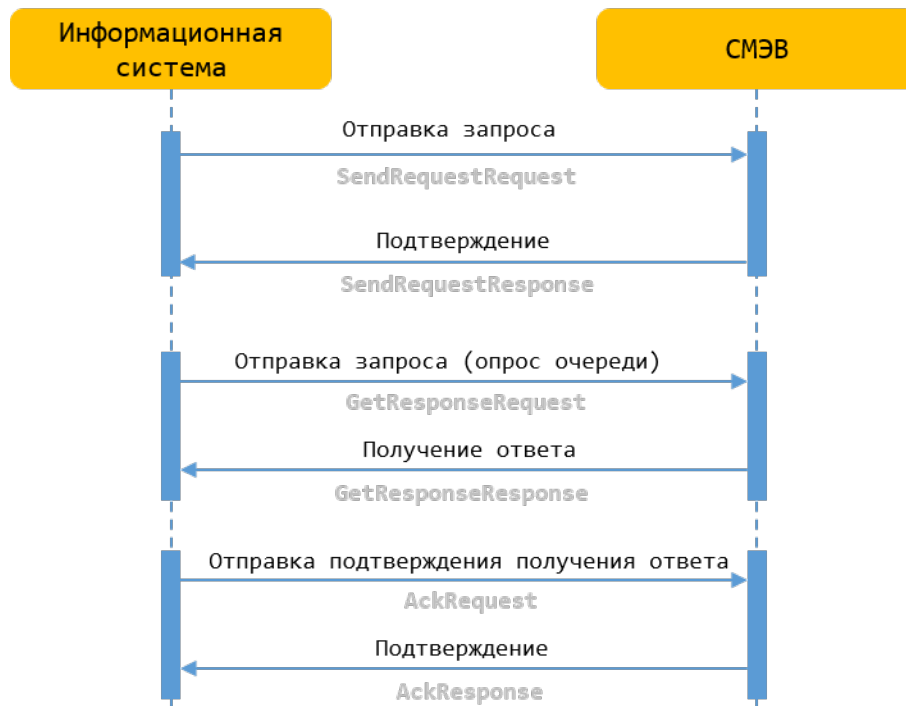 Информационная
система
СМЭВ
Отправка запроса
SendRequestRequest
Подтверждение
SendRequestResponse
Отправка запроса (опрос очереди)
GetResponseRequest
Получение ответа
GetResponseResponse
Отправка подтверждения получения ответа
AckRequest
Подтверждение
AckResponse